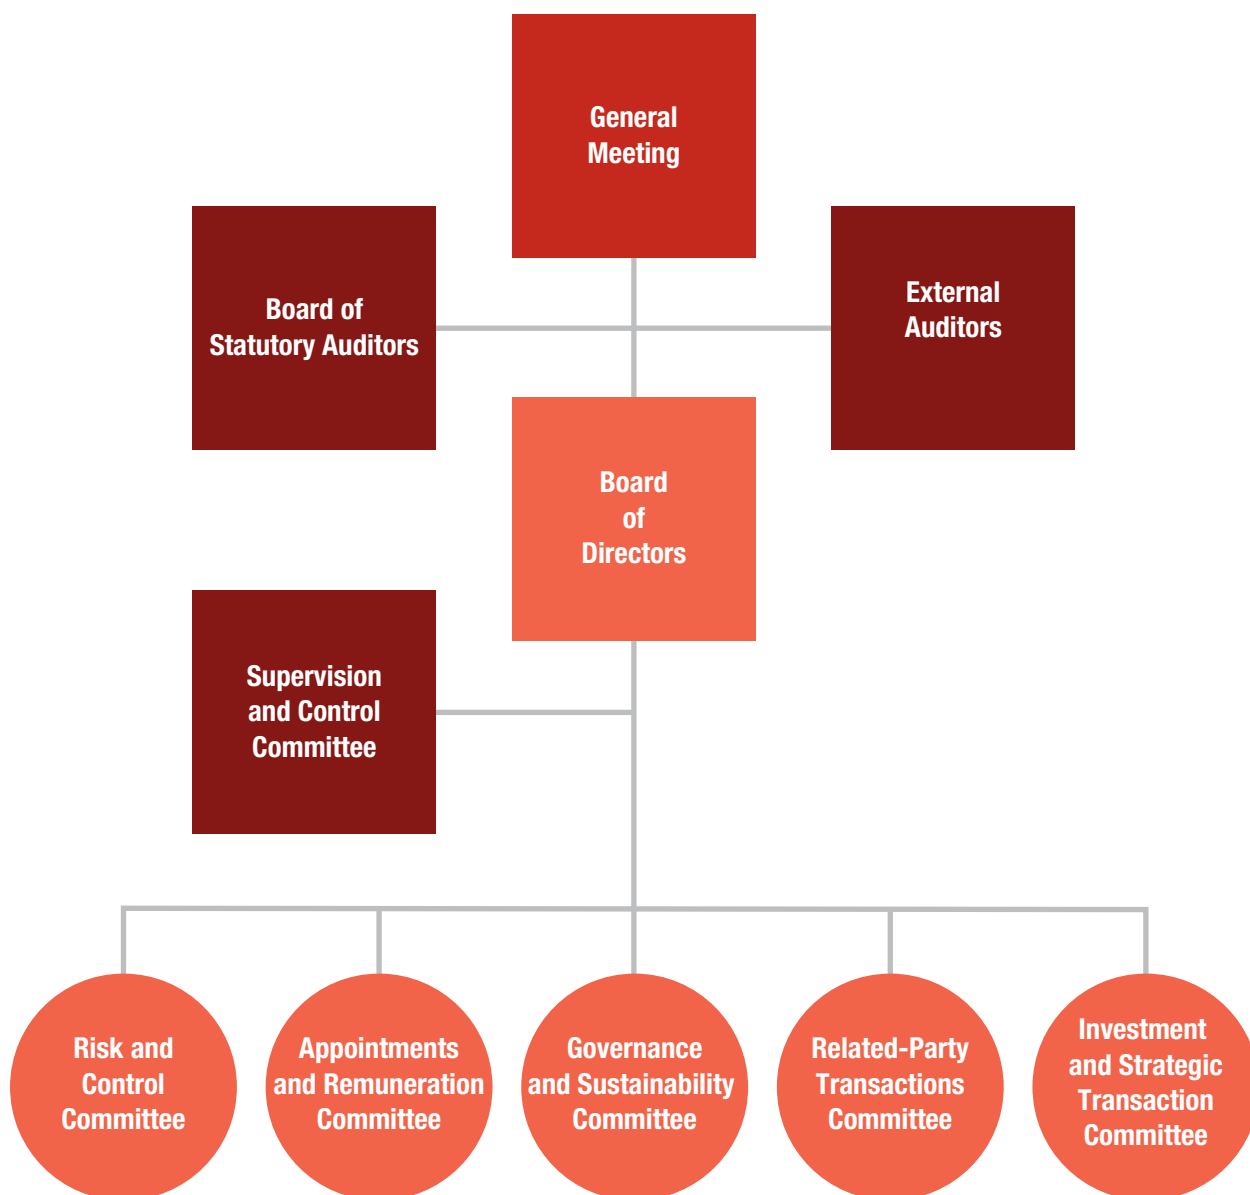 General
Meeting
Board of
Statutory Auditors
External
Auditors
Board
of
Directors
Supervision
and Control
Committee
Risk and
Control
Committee
Appointments
and Remuneration
Committee
Governance
and Sustainability
Committee
Related-Party
Transactions
Committee
Investment
and Strategic
Transaction
Committee